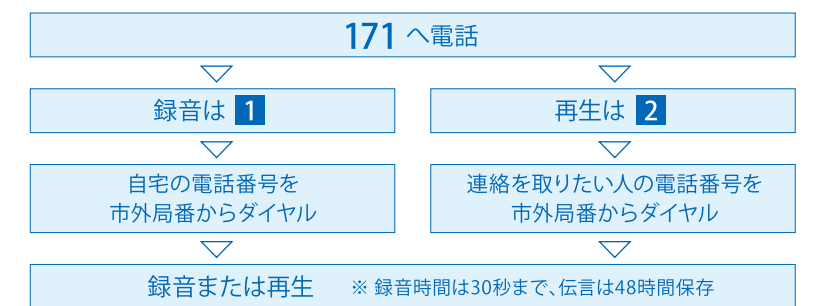 171 へ電話
録音は 1
再生は 2
自宅の電話番号を
市外局番からダイヤル
連絡を取りたい人の電話番号を
市外局番からダイヤル
録音または再生 ※ 録音時間は30秒まで、伝言は48時間保存